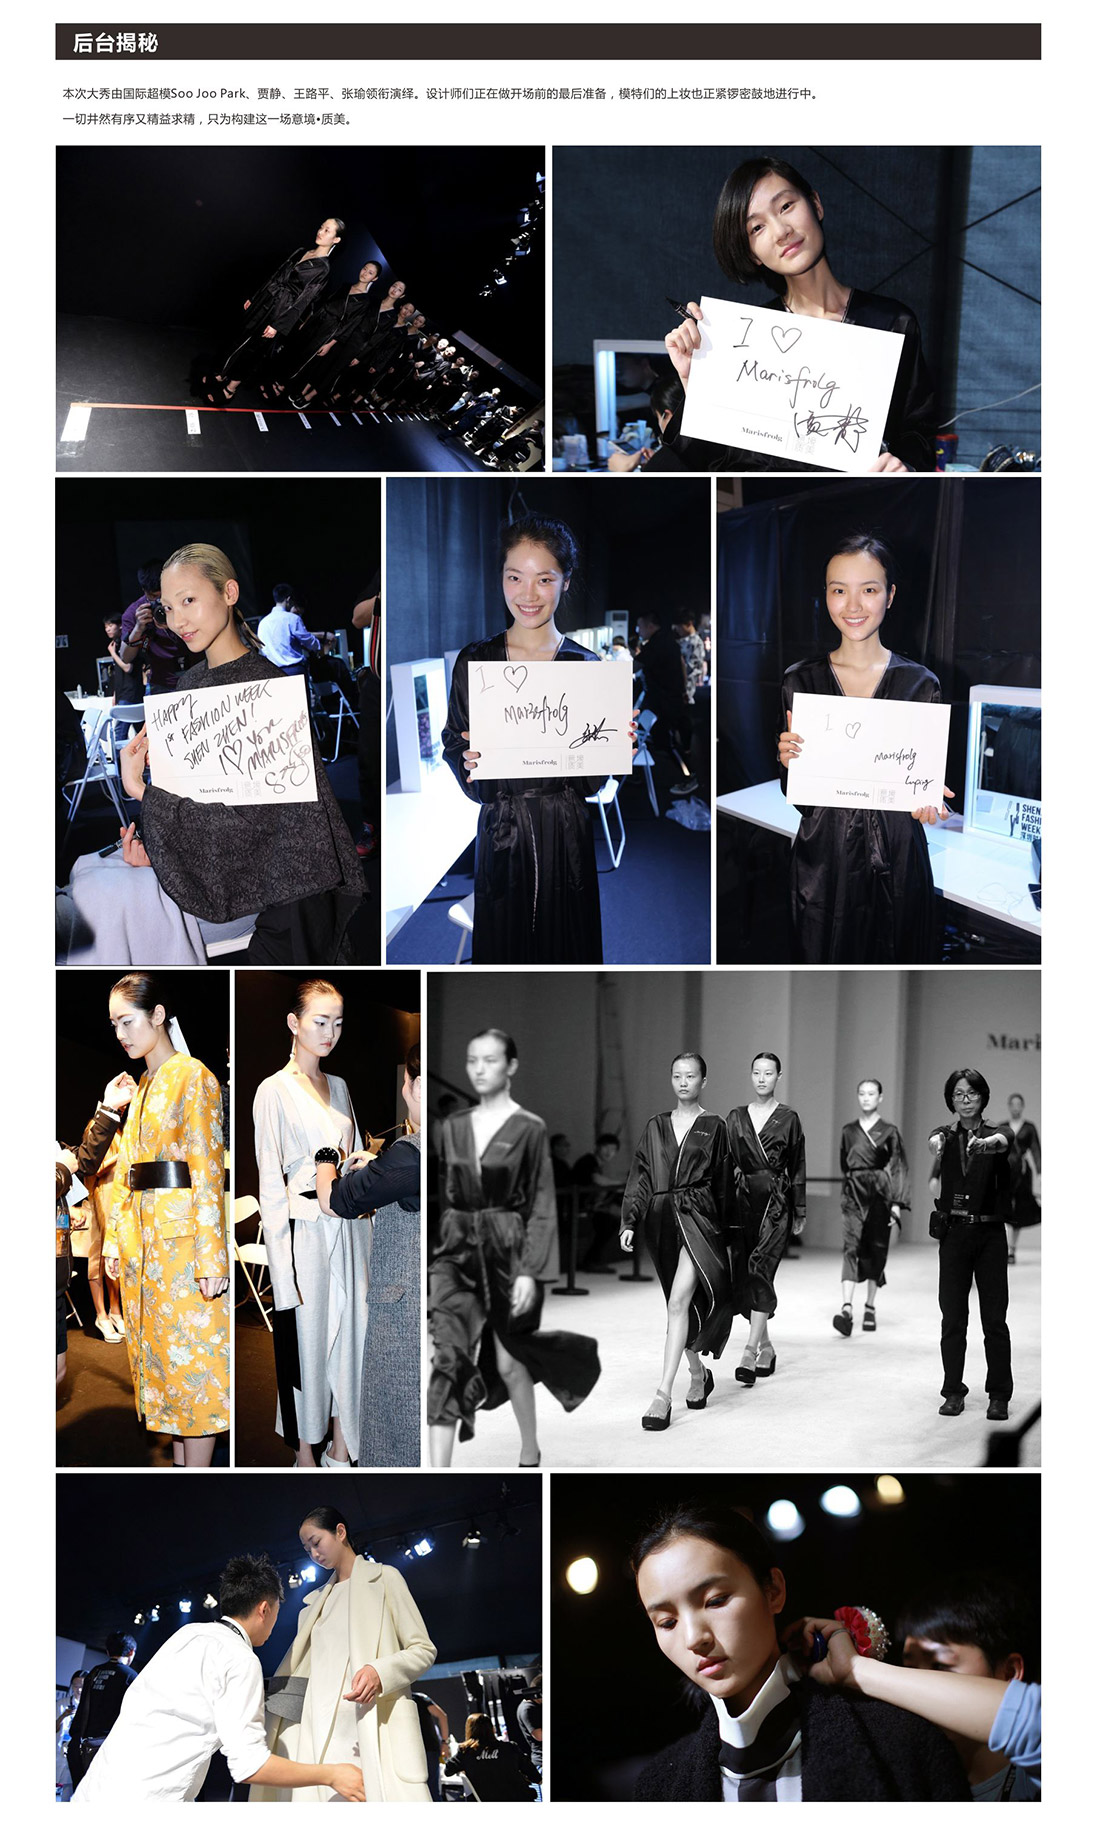 后台揭秘
本次大秀由国际超模Soo Joo Park、贾静、王路平、张瑜领衔演绎。设计师们正在做开场前的最后准备，模特们的上妆也正紧锣密鼓地进行中。
一切井然有序又精益求精，只为构建这一场意境•质美。
I ♡
Marisfrolg
Marisfrolg
HAPPY
1st FASHION WEEK
SHEN ZHEN!
I ♡ you
MARISFROLG
Marisfrolg
I ♡
Marisfrolg
Marisfrolg
I ♡
Marisfrolg
Luping
Marisfrolg
SHEN
FASH
WEEK
Mari
Mell